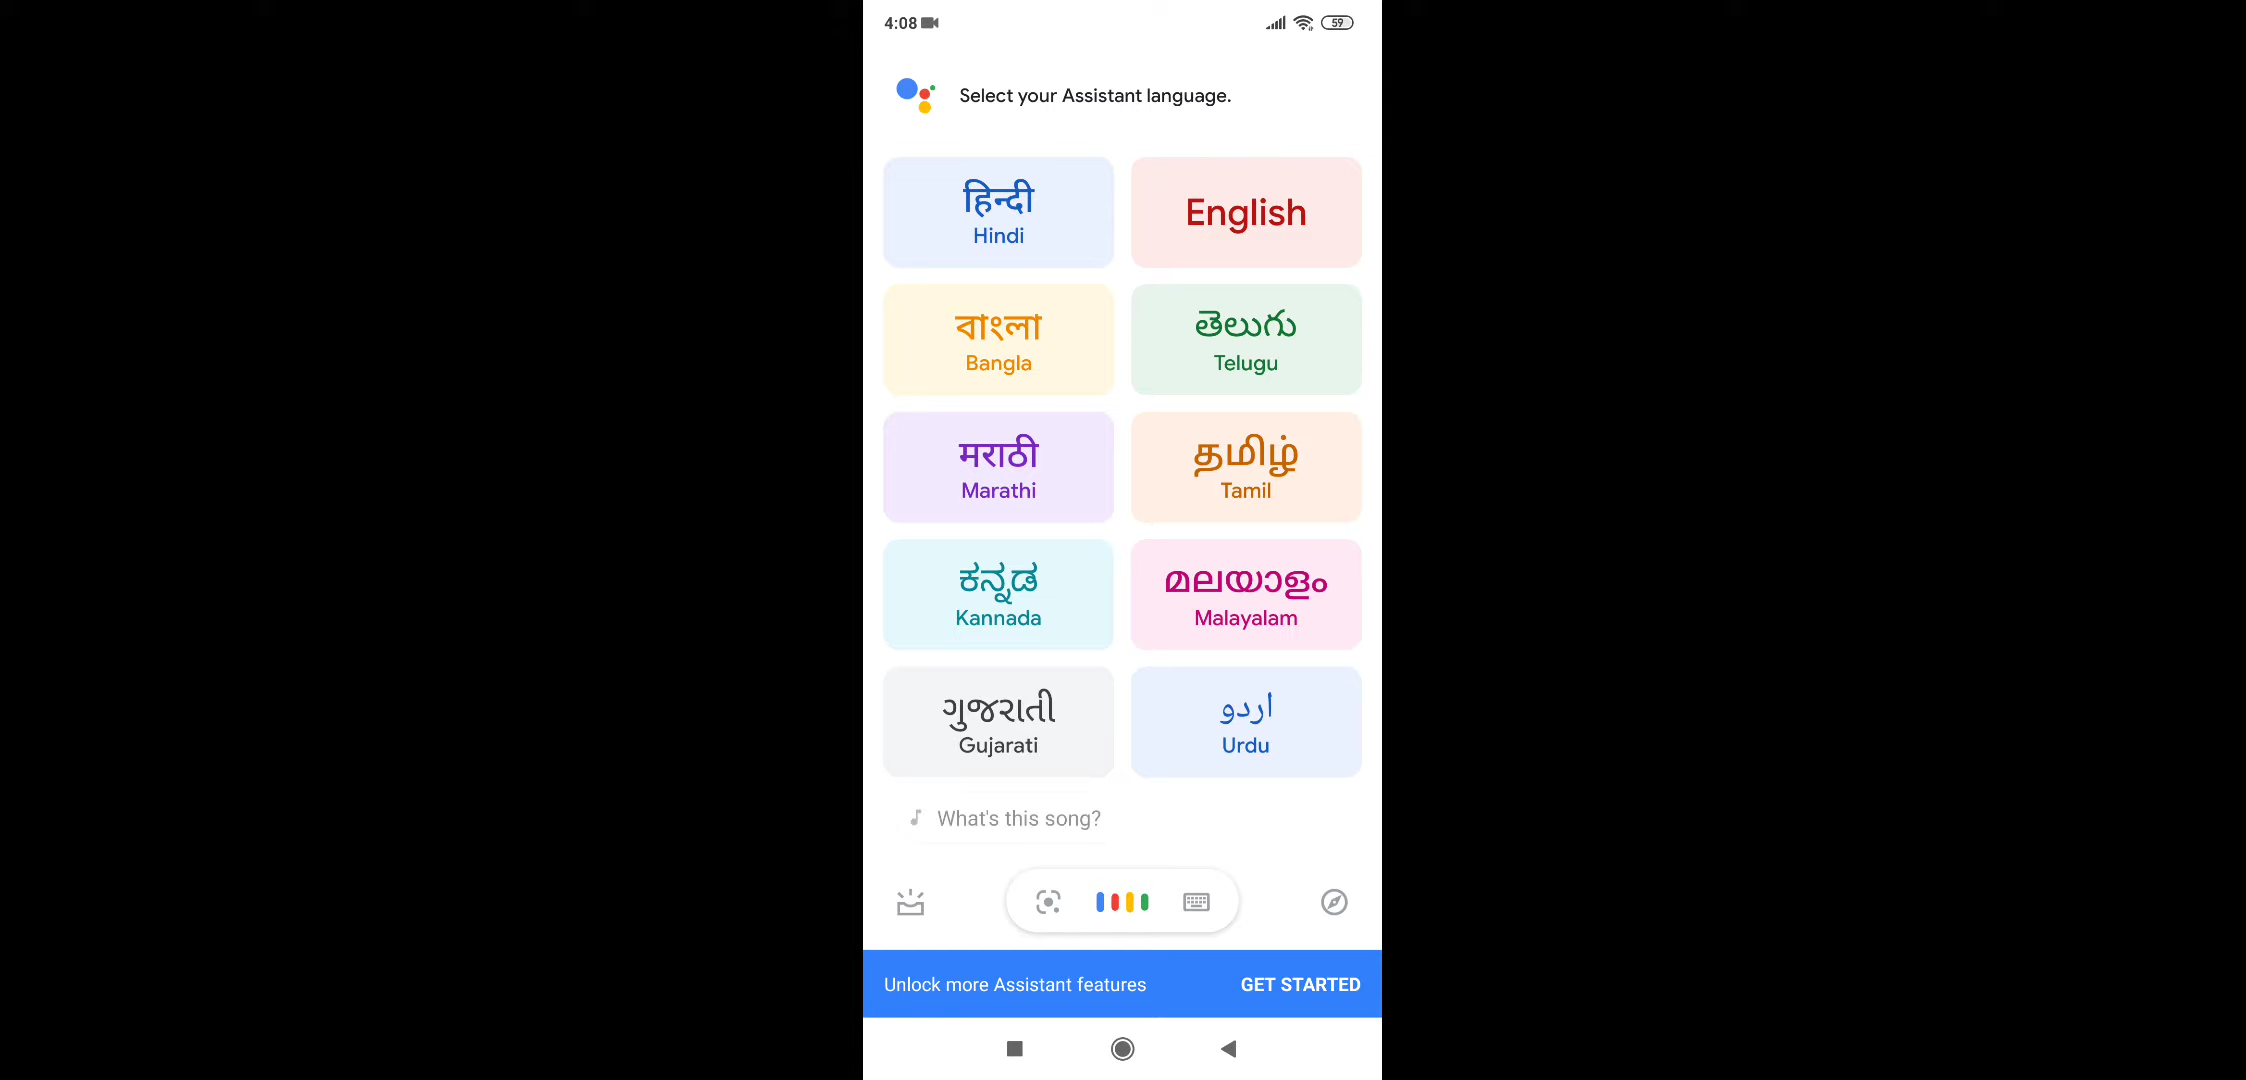 4:08
59
Select your Assistant language.
हिन्दी
Hindi
English
বাংলা
Bangla
తెలుగు
Telugu
मराठी
Marathi
தமிழ்
Tamil
ಕನ್ನಡ
Kannada
മലയാളം
Malayalam
ગુજરાતી
Gujarati
اردو
Urdu
What's this song?
Unlock more Assistant features
GET STARTED